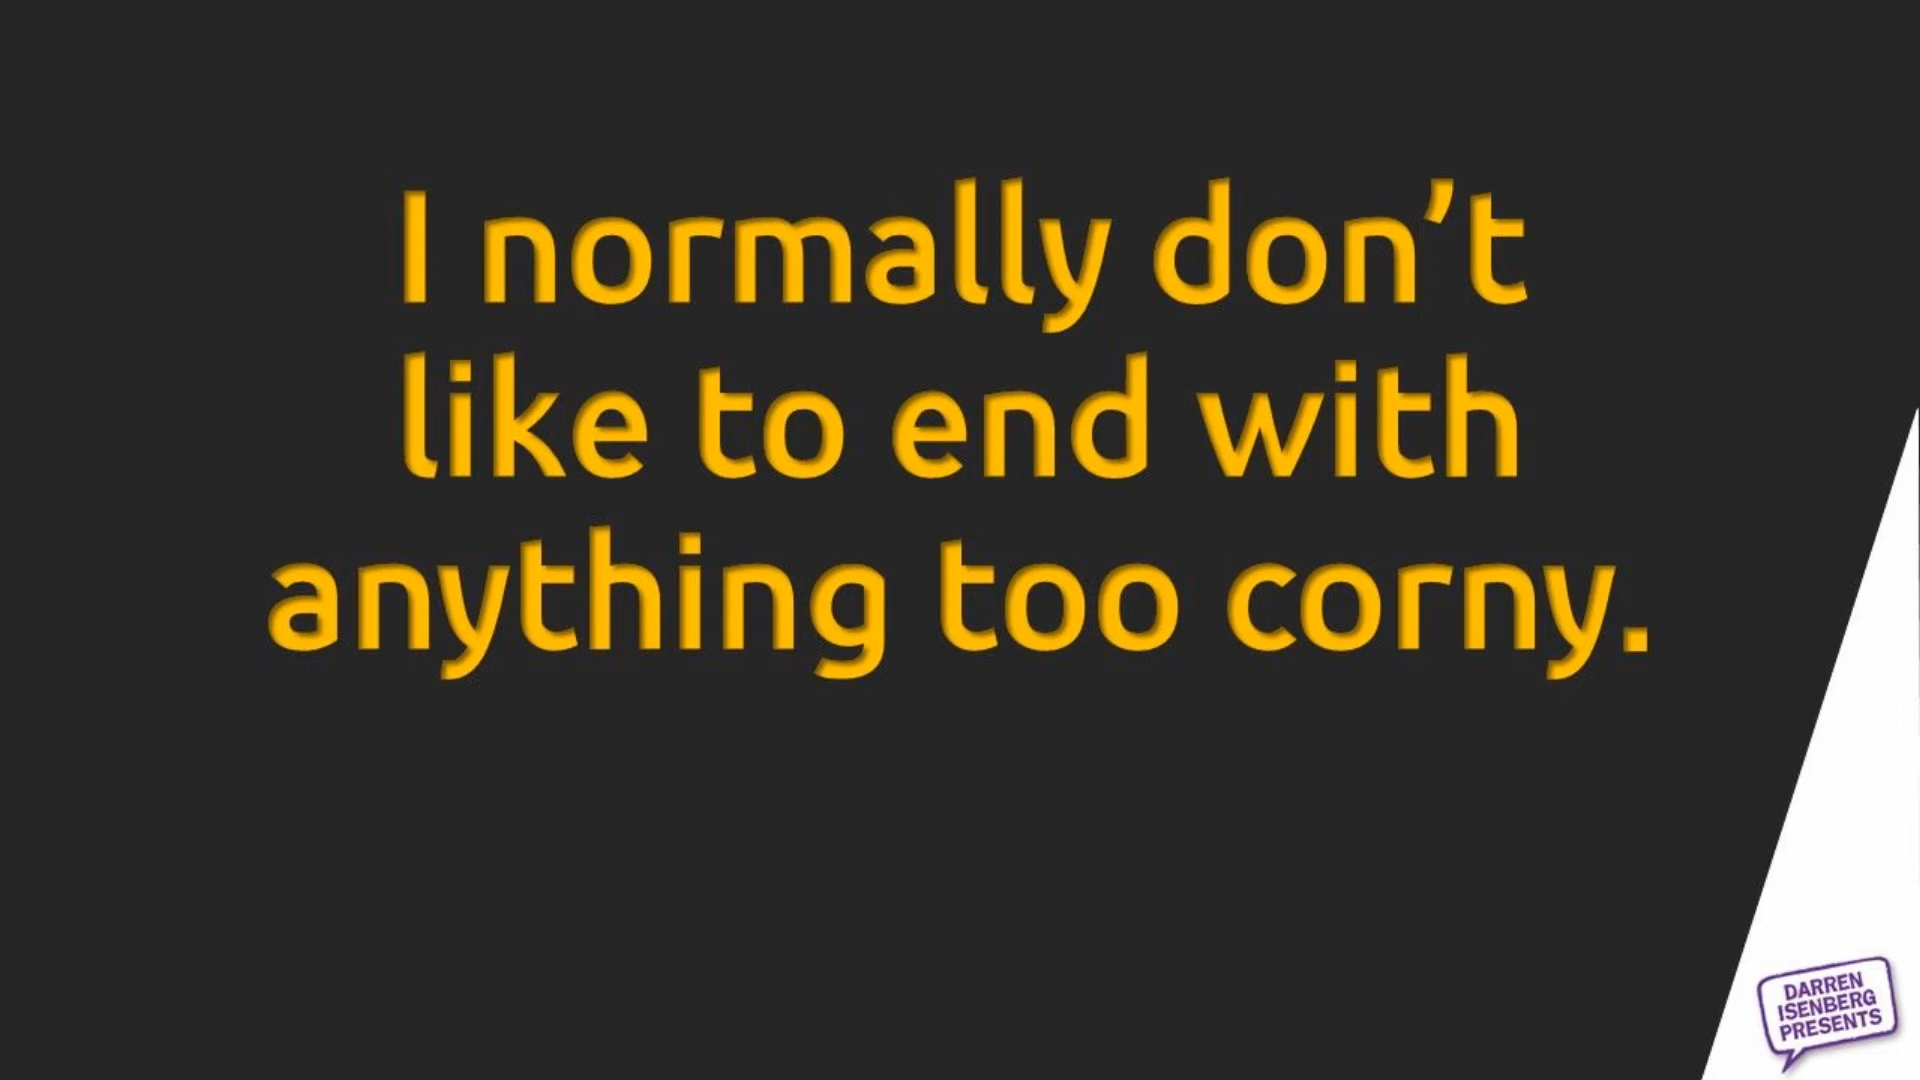 I normally don’t
like to end with
anything too corny.
DARREN
ISENBERG
PRESENTS